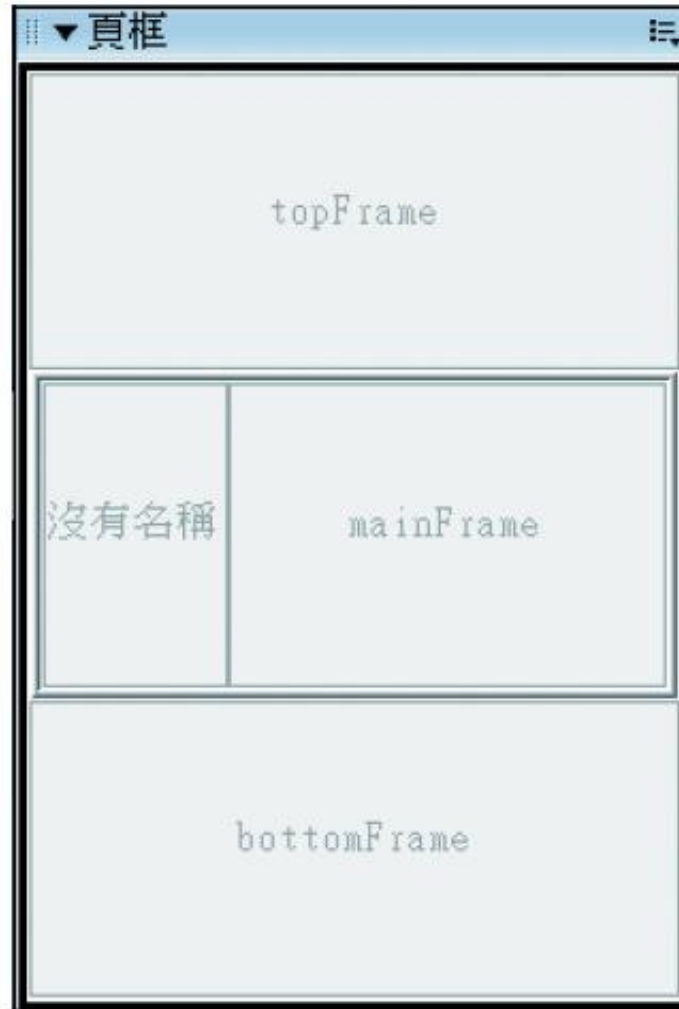 頁框
topFrame
沒有名稱 mainFrame
bottomFrame